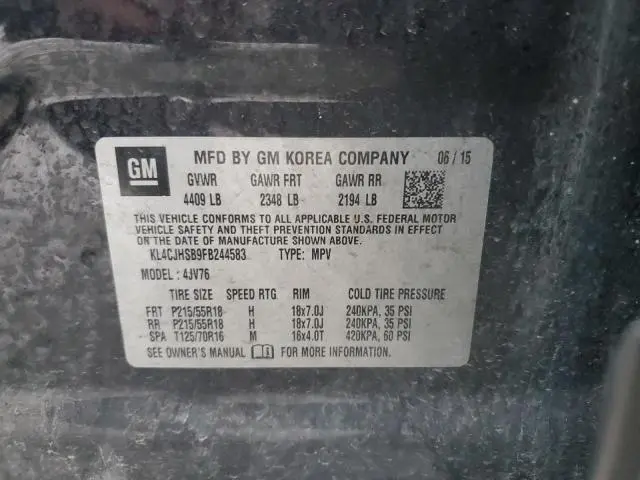 GM MFD BY GM KOREA COMPANY 06/15
GVWR GAWR FRT GAWR RR
4409 LB 2348 LB 2194 LB
THIS VEHICLE CONFORMS TO ALL APPLICABLE U.S. FEDERAL MOTOR
VEHICLE SAFETY AND THEFT PREVENTION STANDARDS IN EFFECT ON THE DATE OF
MANUFACTURE SHOWN ABOVE.
KL4CJHSB9FB244583 TYPE: MPV
MODEL: 4JV76
TIRE SIZE SPEED RTG RIM COLD TIRE PRESSURE
FRT P215/55R18 H 18x7.0J 240KPA, 35 PSI
RR P215/55R18 H 18x7.0J 240KPA, 35 PSI
SPA T125/70R16 M 16x4.0T 420KPA, 60 PSI
SEE OWNER'S MANUAL FOR MORE INFORMATION.